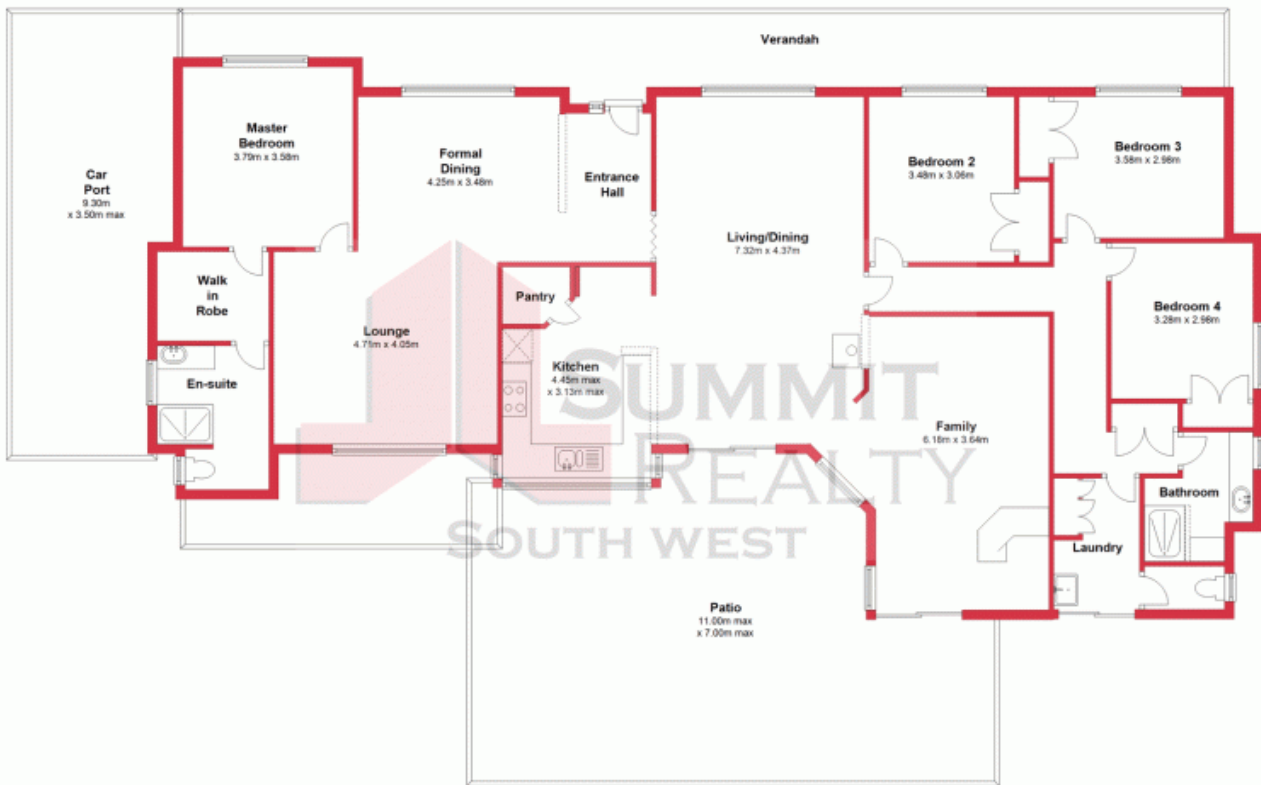 Verandah
Master
Bedroom
3.79m x 3.58m
Formal
Dining
4.25m x 3.48m
Entrance
Hall
Car
Port
9.30m
x 3.50m max
Living/Dining
7.32m x 4.37m
Bedroom 2
3.48m x 3.06m
Bedroom 3
3.58m x 2.98m
Walk
in
Robe
Pantry
Lounge
4.71m x 4.05m
Bedroom 4
3.28m x 2.98m
En-suite
Kitchen
4.45m max
x 3.13m max
Family
6.18m x 3.64m
SUMMIT
REALTY
SOUTH WEST
Bathroom
Laundry
Patio
11.00m max
x 7.00m max